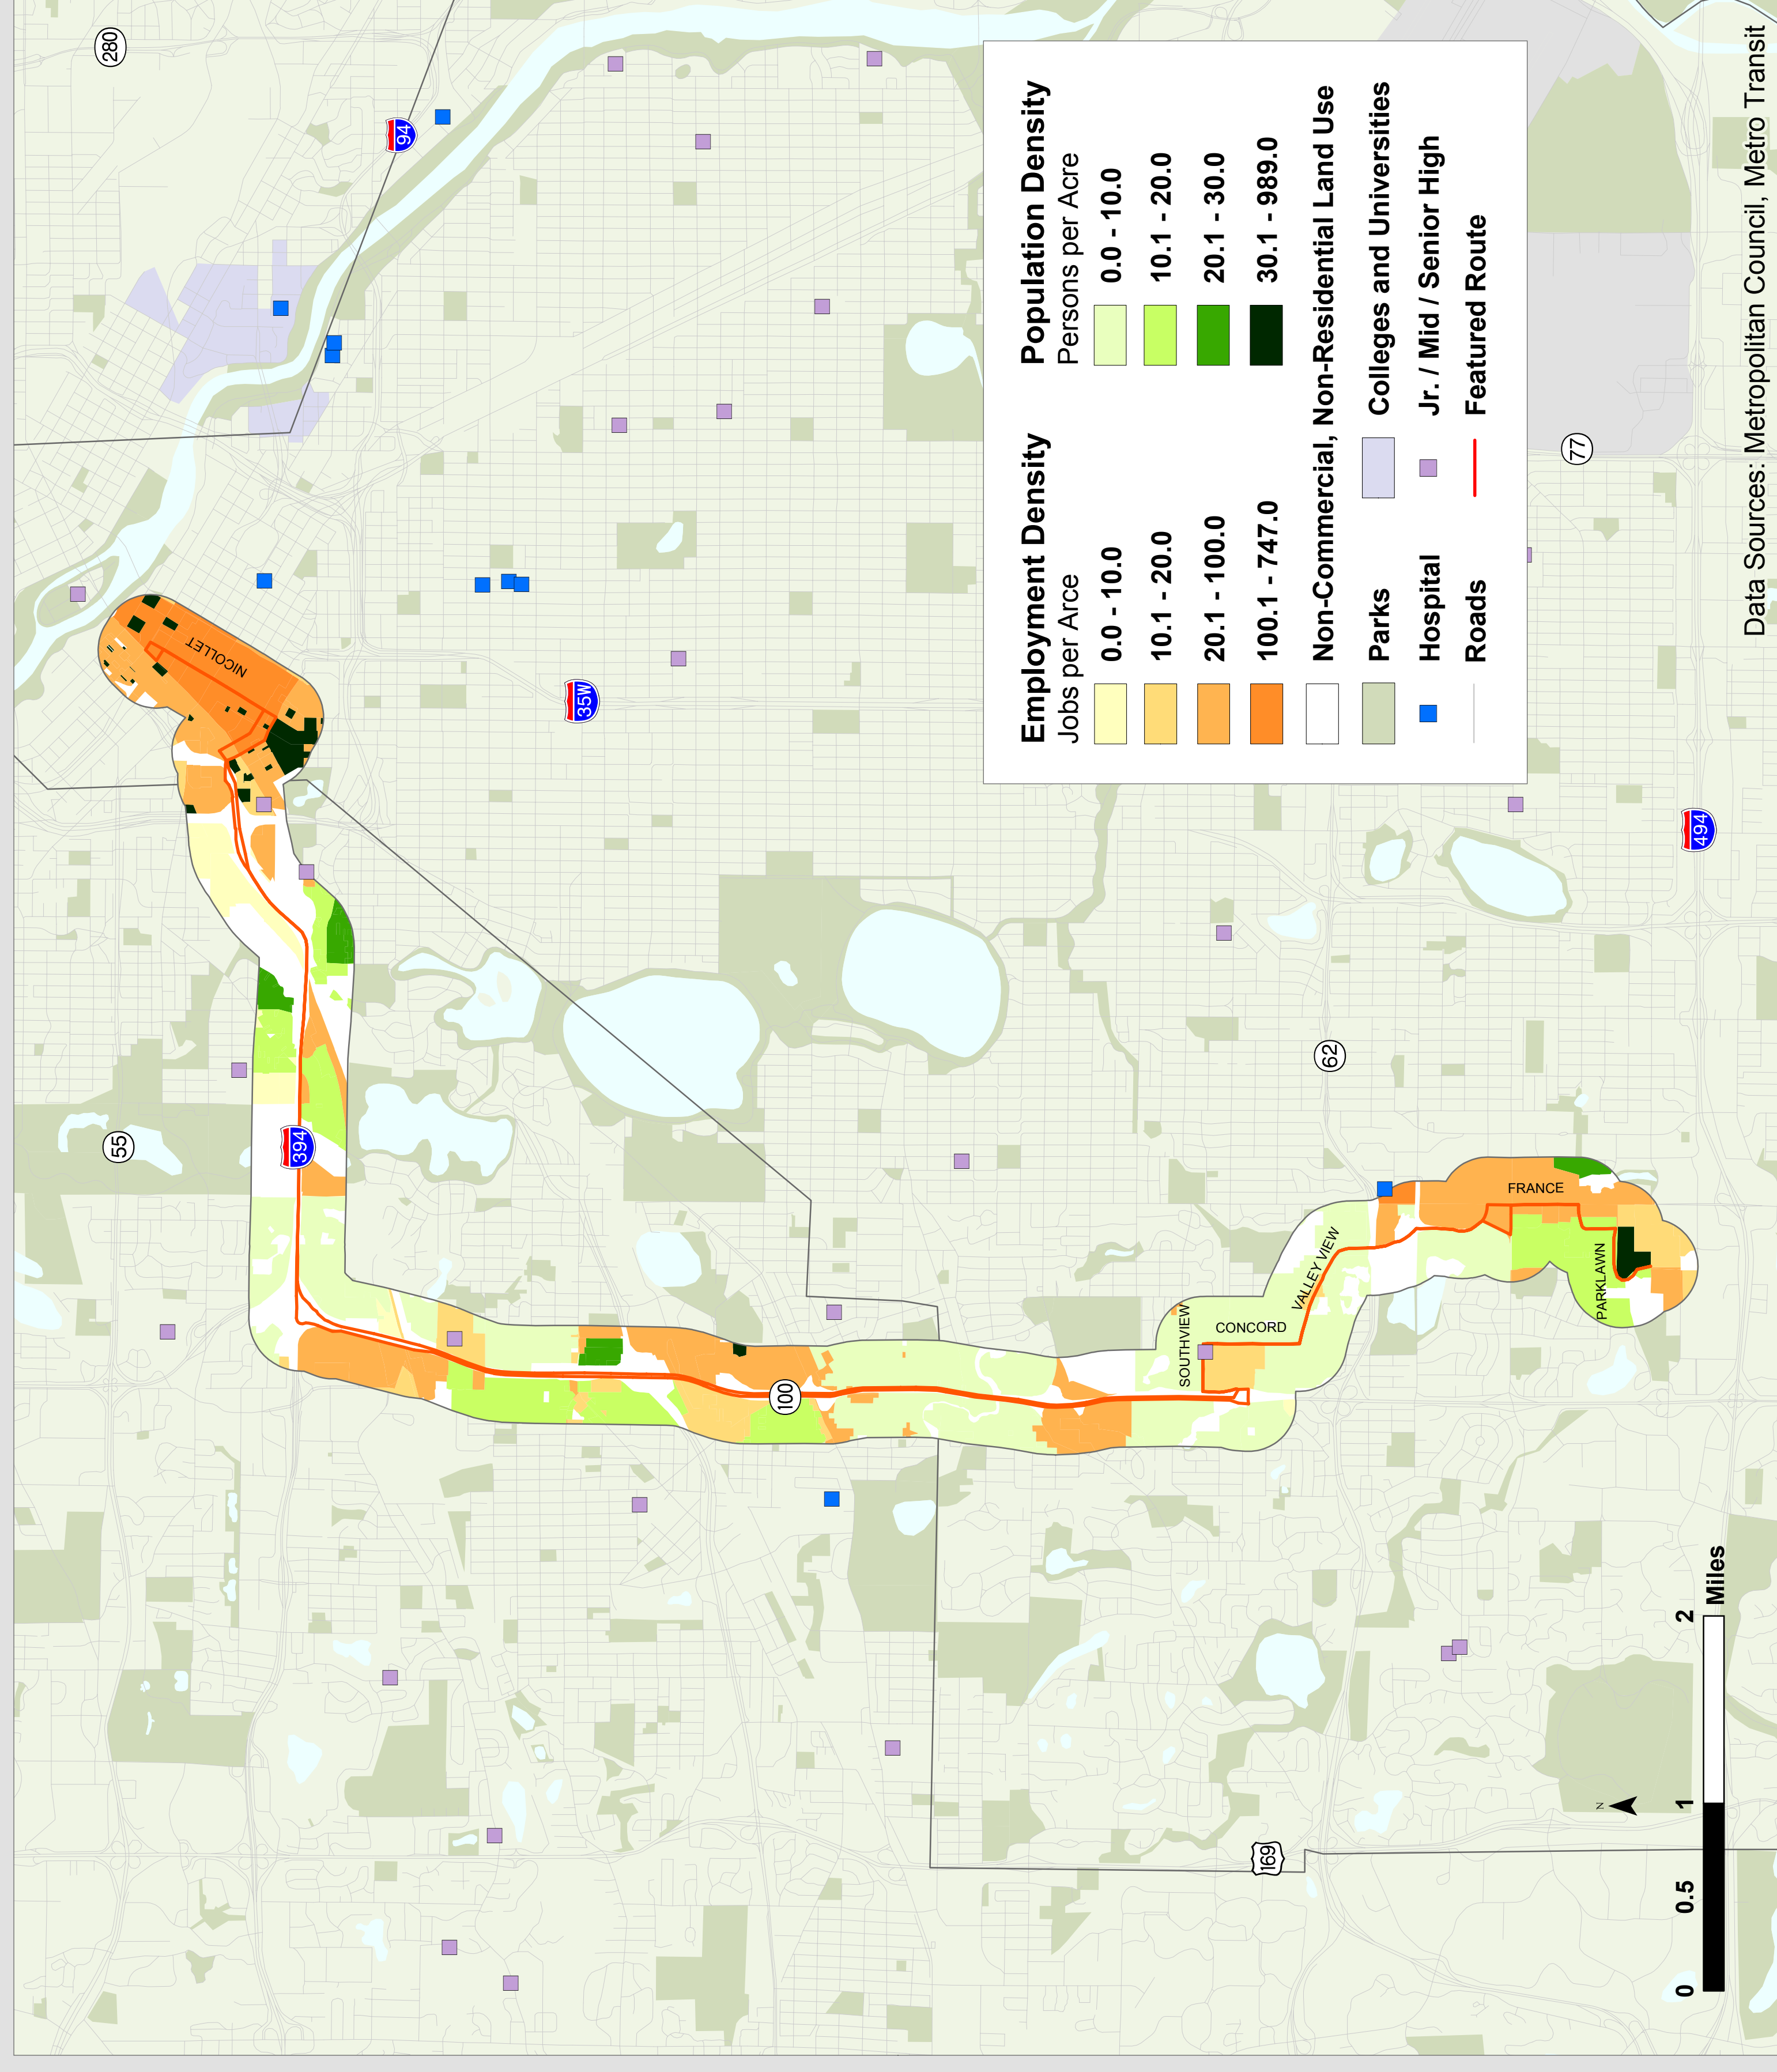 280
94
NICOLLET
35W
55
394
100
62
77
494
169
SOUTHVIEW
CONCORD
VALLEY VIEW
FRANCE
PARKLAWN
Employment Density
Jobs per Arce
0.0 - 10.0
10.1 - 20.0
20.1 - 100.0
100.1 - 747.0
Population Density
Persons per Acre
0.0 - 10.0
10.1 - 20.0
20.1 - 30.0
30.1 - 989.0
Non-Commercial, Non-Residential Land Use
Parks
Colleges and Universities
Hospital
Jr. / Mid / Senior High
Roads
Featured Route
N
0 0.5 1 2
Miles
Data Sources: Metropolitan Council, Metro Transit